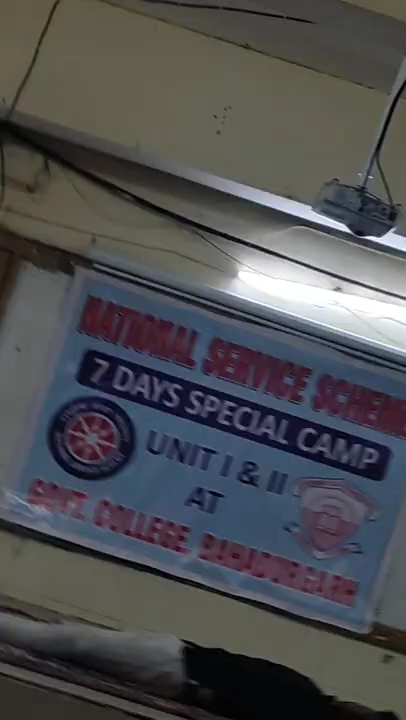 NATIONAL SERVICE SCHEME
7 DAYS SPECIAL CAMP
UNIT I & II
AT
GOVT. COLLEGE, BAHADURGARH